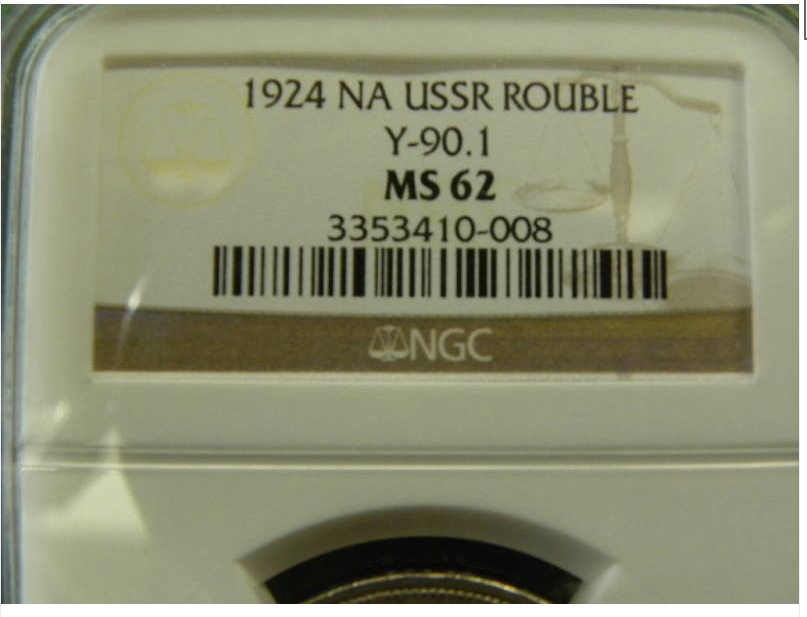 1924 NA USSR ROUBLE
Y-90.1
MS 62
3353410-008
NGC